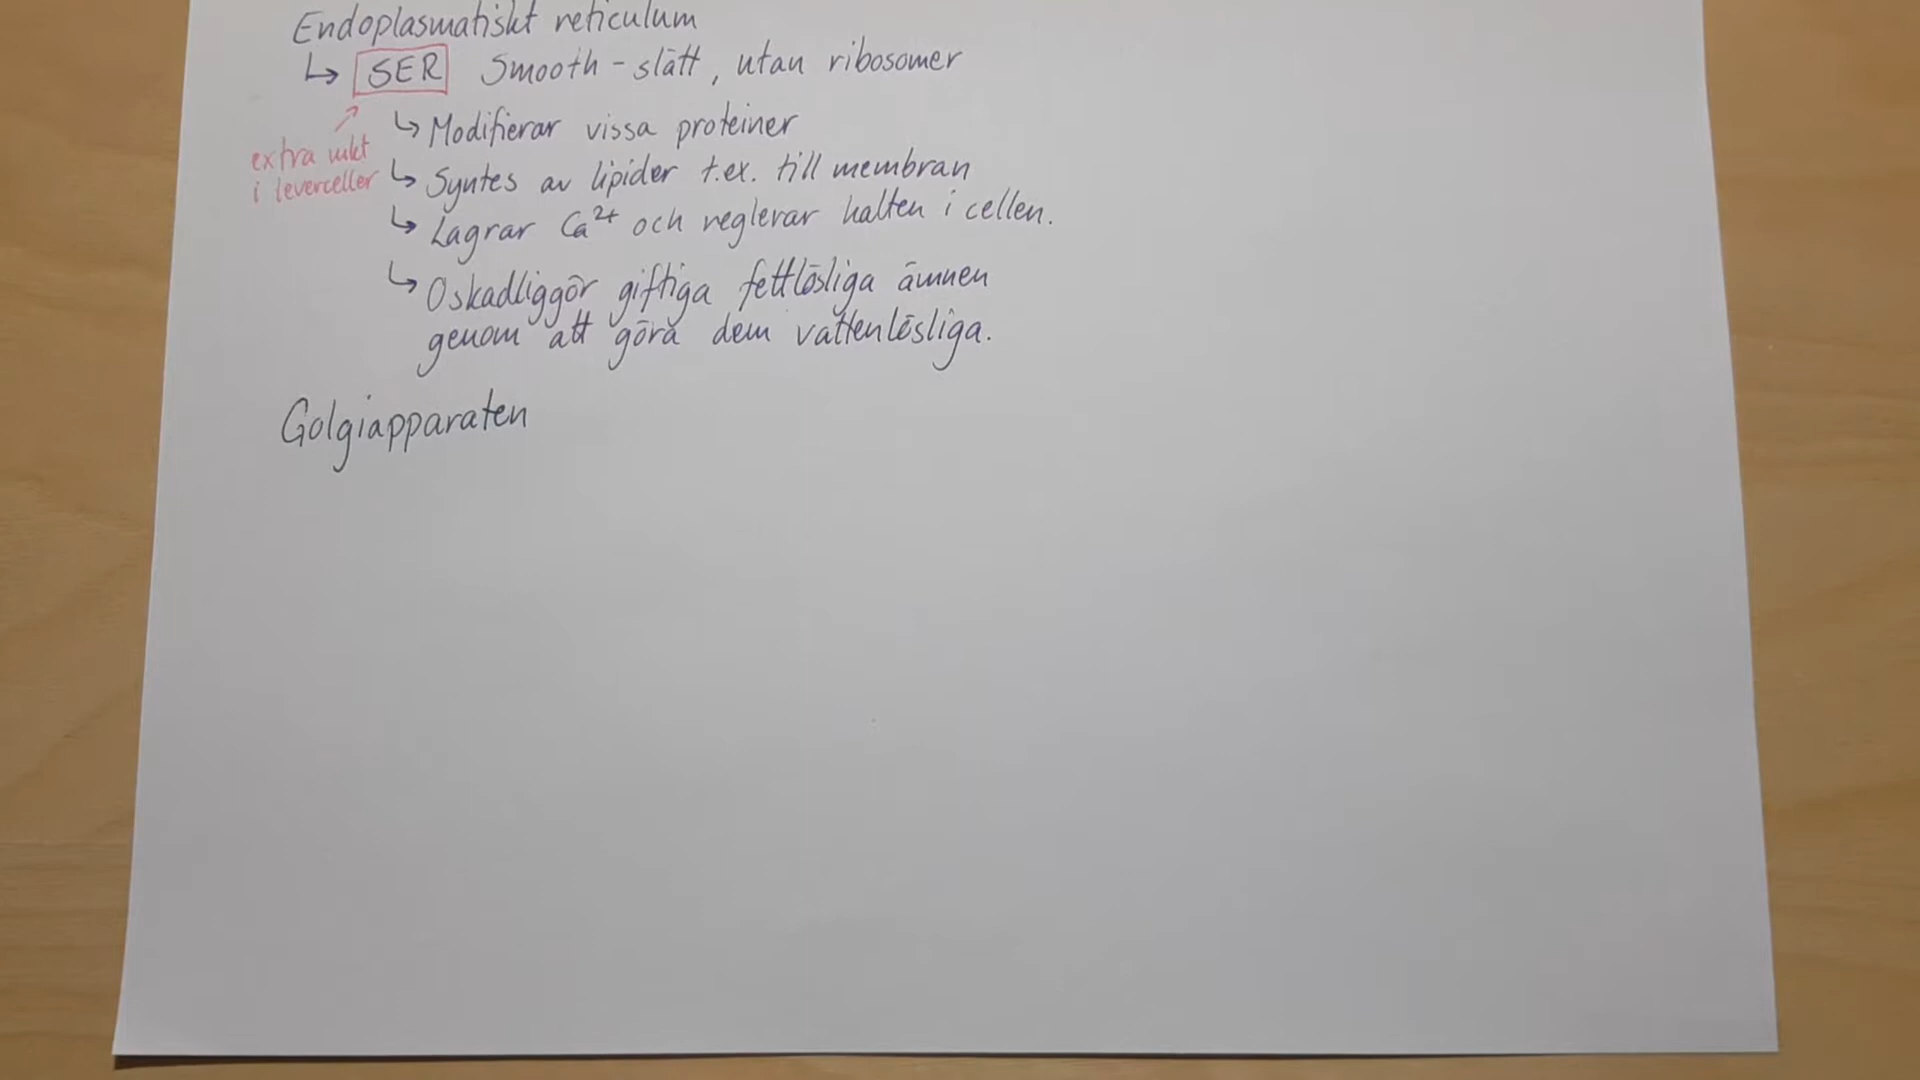 Endoplasmatiskt reticulum
↳ SER Smooth - slätt, utan ribosomer
↳ Modifierar vissa proteiner
extra mkt
i leverceller
↳ Syntes av lipider t.ex. till membran
↳ Lagrar Ca²⁺ och reglerar halten i cellen.
↳ Oskadliggör giftiga fettlösliga ämnen
genom att göra dem vattenlösliga.
Golgiapparaten